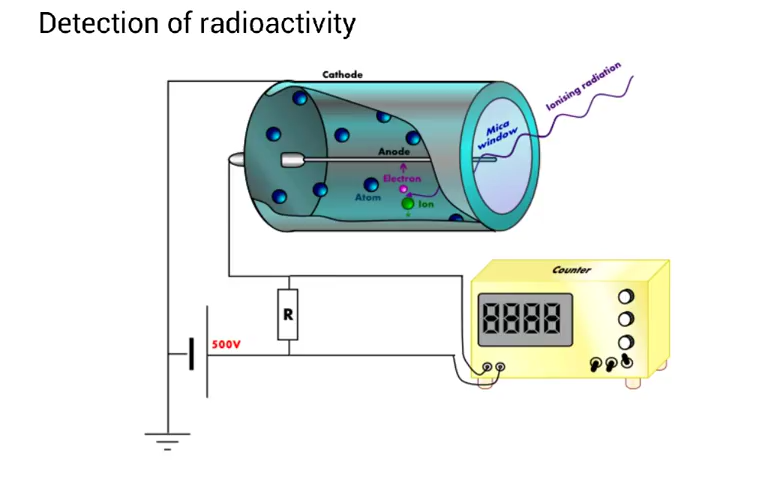 Detection of radioactivity
Cathode
Ionising radiation
Mica
window
Anode
Electron
Atom
Ion
Counter
8888
R
500V